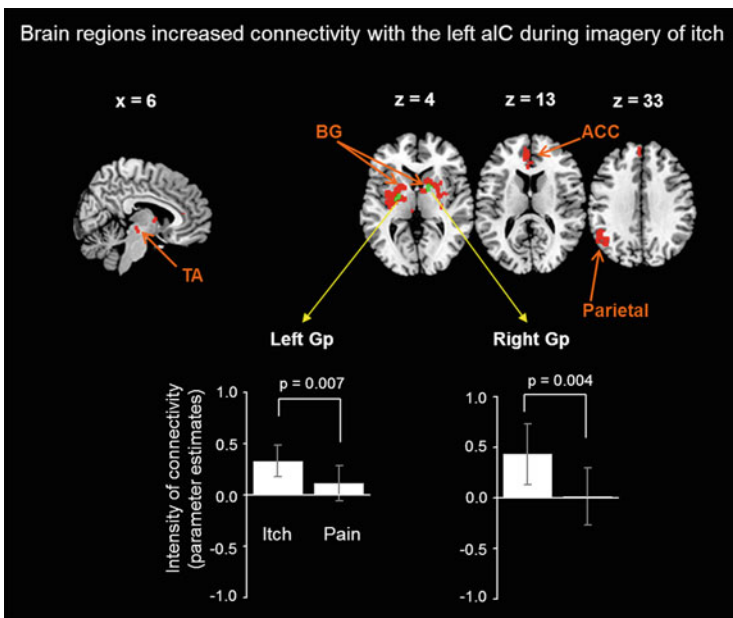 Brain regions increased connectivity with the left aIC during imagery of itch
x = 6
z = 4
z = 13
z = 33
BG
ACC
TA
Parietal
Left Gp
Right Gp
Intensity of connectivity
(parameter estimates)
1.0
0.5
0.0
-0.5
-1.0
p = 0.007
Itch
Pain
1.0
0.5
0.0
-0.5
-1.0
p = 0.004